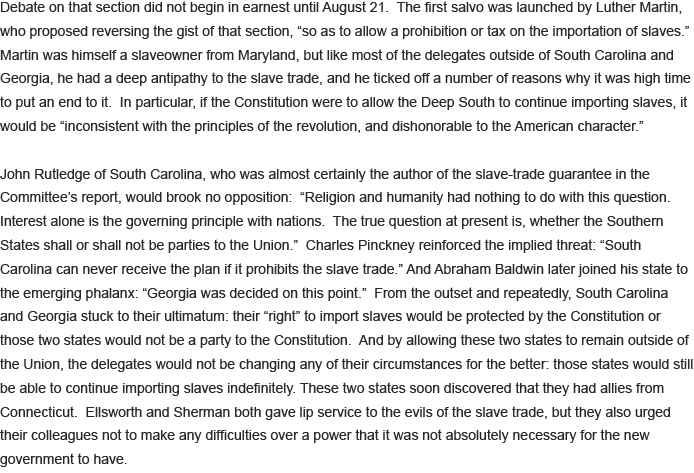 Debate on that section did not begin in earnest until August 21.  The first salvo was launched by Luther Martin,
who proposed reversing the gist of that section, “so as to allow a prohibition or tax on the importation of slaves.”
Martin was himself a slaveowner from Maryland, but like most of the delegates outside of South Carolina and
Georgia, he had a deep antipathy to the slave trade, and he ticked off a number of reasons why it was high time
to put an end to it.  In particular, if the Constitution were to allow the Deep South to continue importing slaves, it
would be “inconsistent with the principles of the revolution, and dishonorable to the American character.”

John Rutledge of South Carolina, who was almost certainly the author of the slave-trade guarantee in the
Committee’s report, would brook no opposition:  “Religion and humanity had nothing to do with this question.
Interest alone is the governing principle with nations.  The true question at present is, whether the Southern
States shall or shall not be parties to the Union.”  Charles Pinckney reinforced the implied threat: “South
Carolina can never receive the plan if it prohibits the slave trade.” And Abraham Baldwin later joined his state to
the emerging phalanx: “Georgia was decided on this point.”  From the outset and repeatedly, South Carolina
and Georgia stuck to their ultimatum: their “right” to import slaves would be protected by the Constitution or
those two states would not be a party to the Constitution.  And by allowing these two states to remain outside of
the Union, the delegates would not be changing any of their circumstances for the better: those states would still
be able to continue importing slaves indefinitely. These two states soon discovered that they had allies from
Connecticut.  Ellsworth and Sherman both gave lip service to the evils of the slave trade, but they also urged
their colleagues not to make any difficulties over a power that it was not absolutely necessary for the new
government to have.